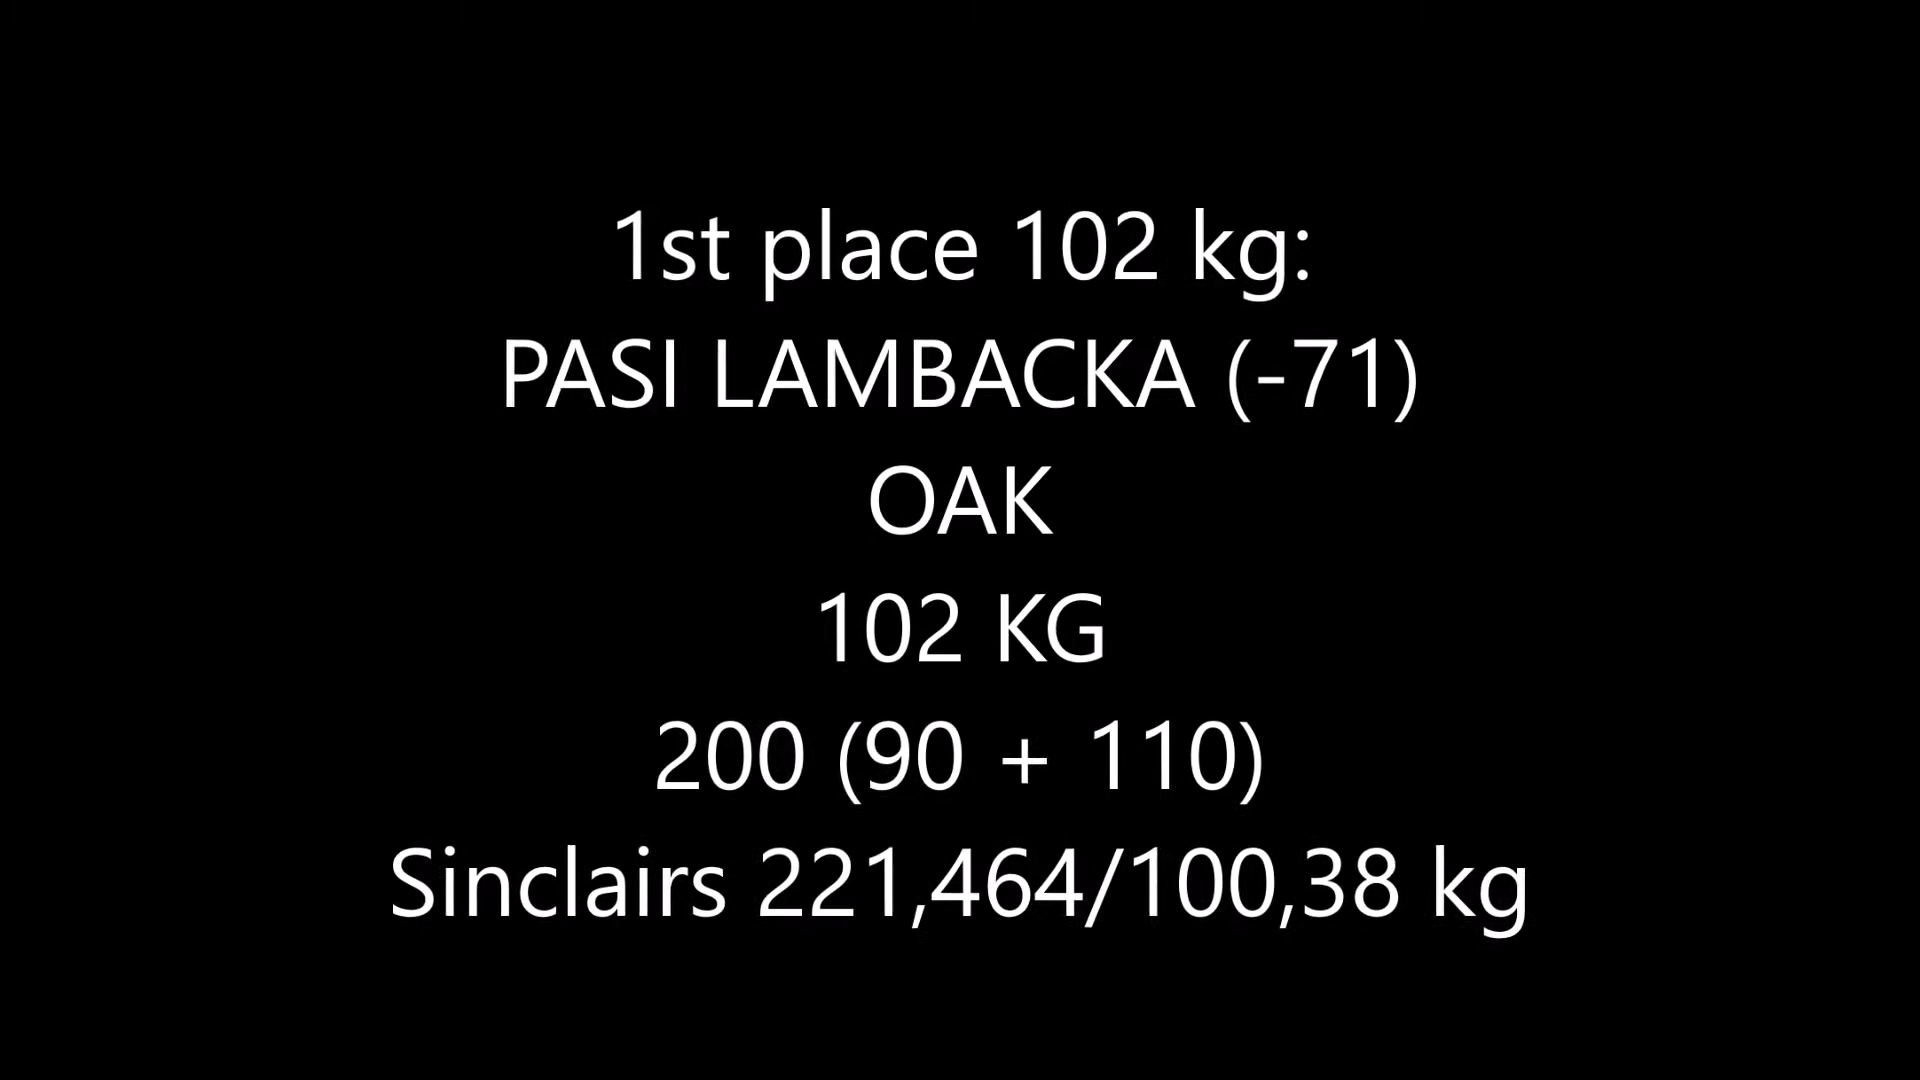 1st place 102 kg:
PASI LAMBACKA (-71)
OAK
102 KG
200 (90 + 110)
Sinclairs 221,464/100,38 kg